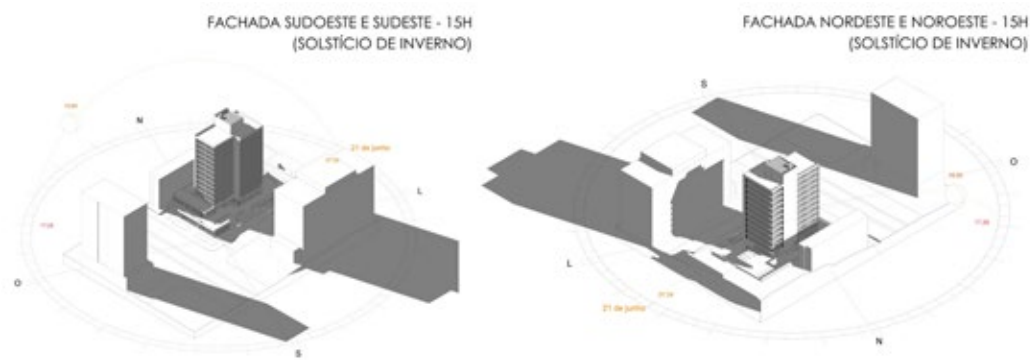 FACHADA SUDOESTE E SUDESTE - 15H
(SOLSTÍCIO DE INVERNO)
N
21 de junho
L
O
S
FACHADA NORDESTE E NOROESTE - 15H
(SOLSTÍCIO DE INVERNO)
S
O
L
21 de junho
N